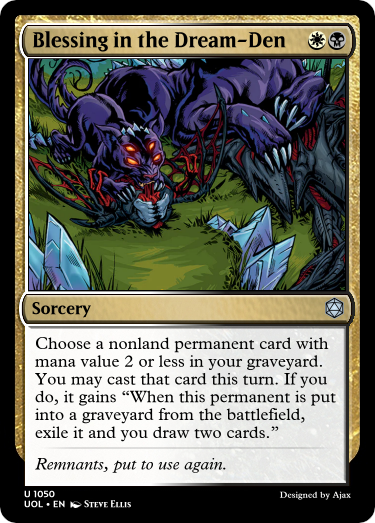 Blessing in the Dream-Den
Sorcery
Choose a nonland permanent card with
mana value 2 or less in your graveyard.
You may cast that card this turn. If you
do, it gains “When this permanent is put
into a graveyard from the battlefield,
exile it and you draw two cards.”
Remnants, put to use again.
U 1050
Designed by Ajax
UOL • EN Steve Ellis